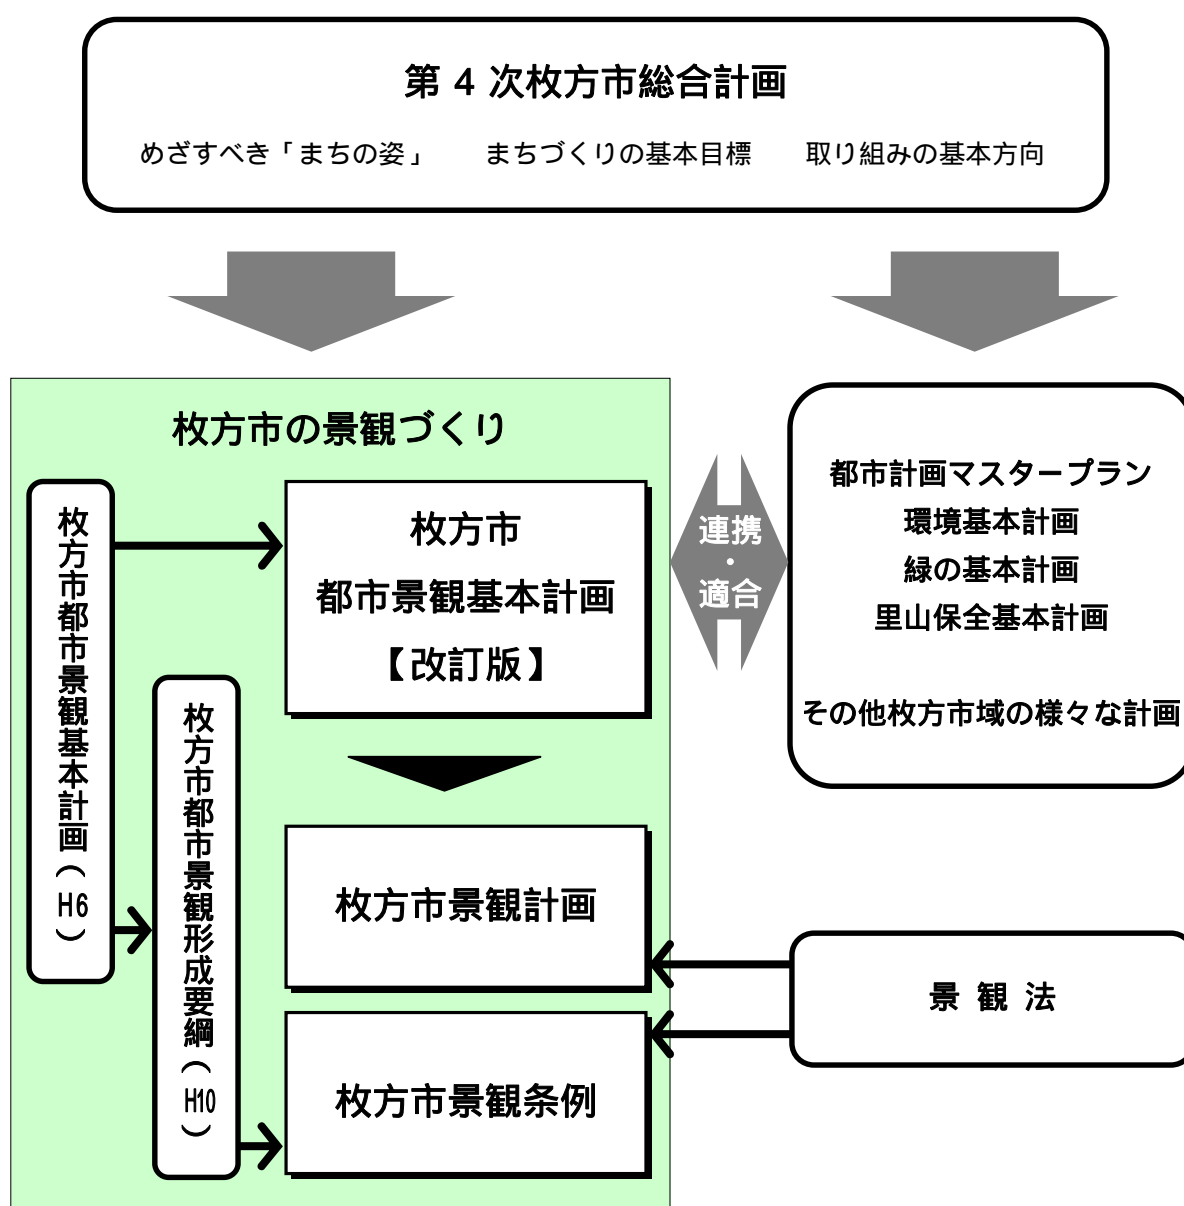 第 4 次枚方市総合計画
めざすべき「まちの姿」 まちづくりの基本目標 取り組みの基本方向
枚方市の景観づくり
枚方市都市景観基本計画(H6)
枚方市都市景観形成要綱(H10)
枚方市
都市景観基本計画
【改訂版】
連携
・
適合
都市計画マスタープラン
環境基本計画
緑の基本計画
里山保全基本計画
その他枚方市域の様々な計画
枚方市景観計画
景 観 法
枚方市景観条例